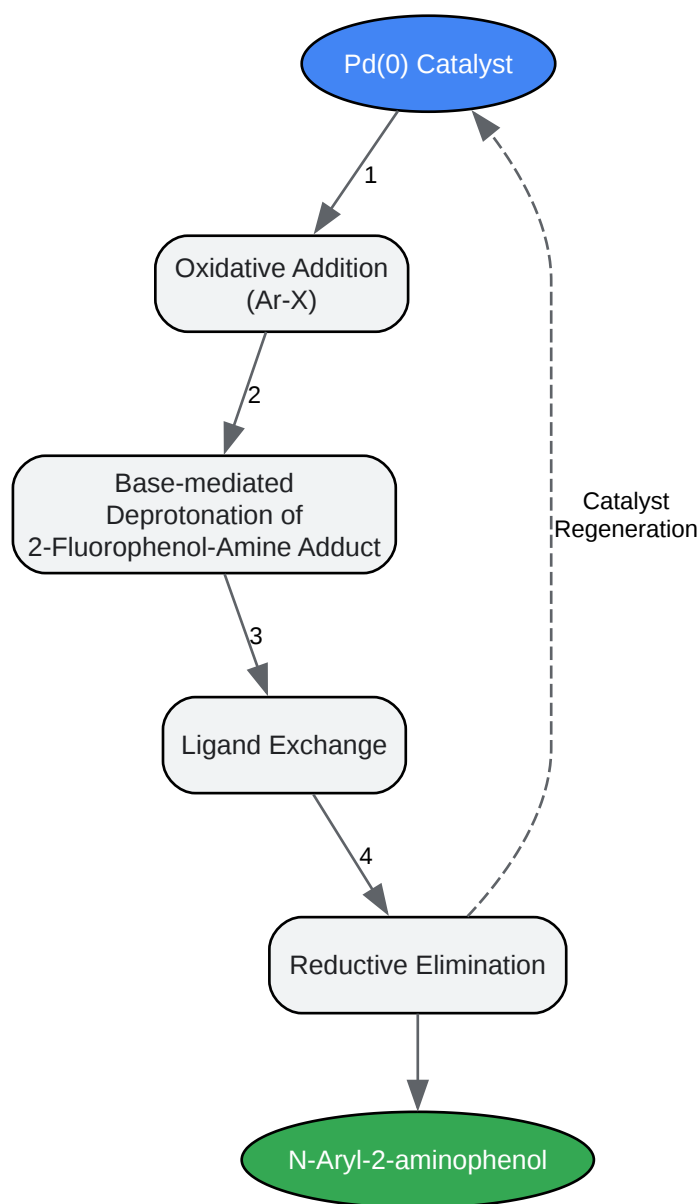 Pd(0) Catalyst
1
Oxidative Addition
(Ar-X)
2
Base-mediated
Deprotonation of
2-Fluorophenol-Amine Adduct
Catalyst
Regeneration
3
Ligand Exchange
4
Reductive Elimination
N-Aryl-2-aminophenol